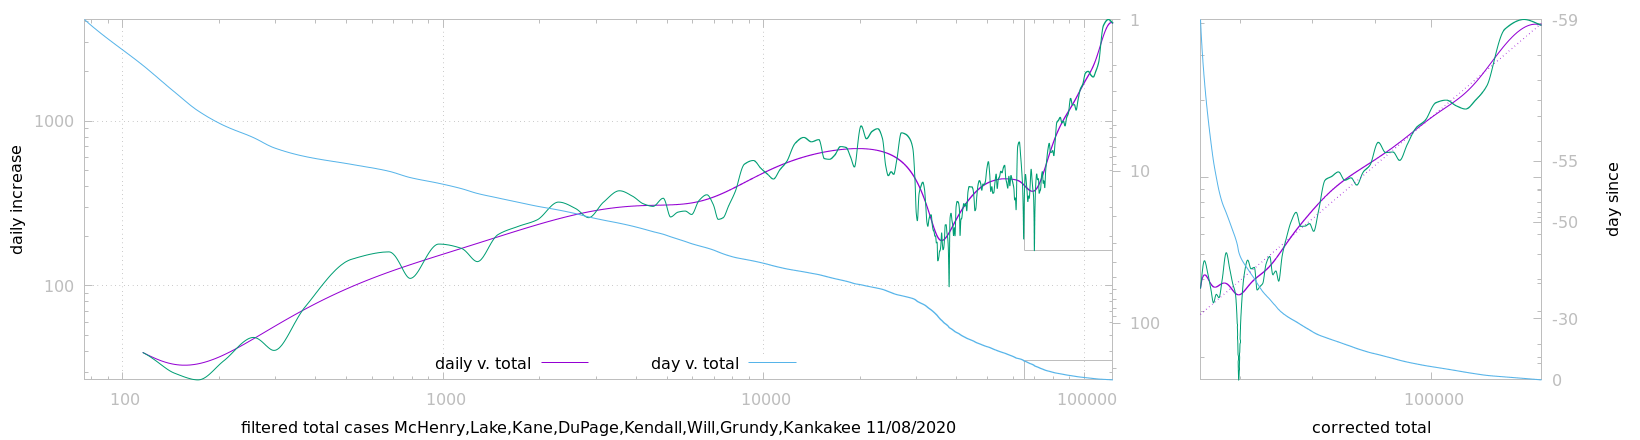 daily increase
1000
100
1
10
100
daily v. total
day v. total
100
1000
10000
100000
filtered total cases McHenry,Lake,Kane,DuPage,Kendall,Will,Grundy,Kankakee 11/08/2020
-59
-55
-50
-30
0
day since
100000
corrected total